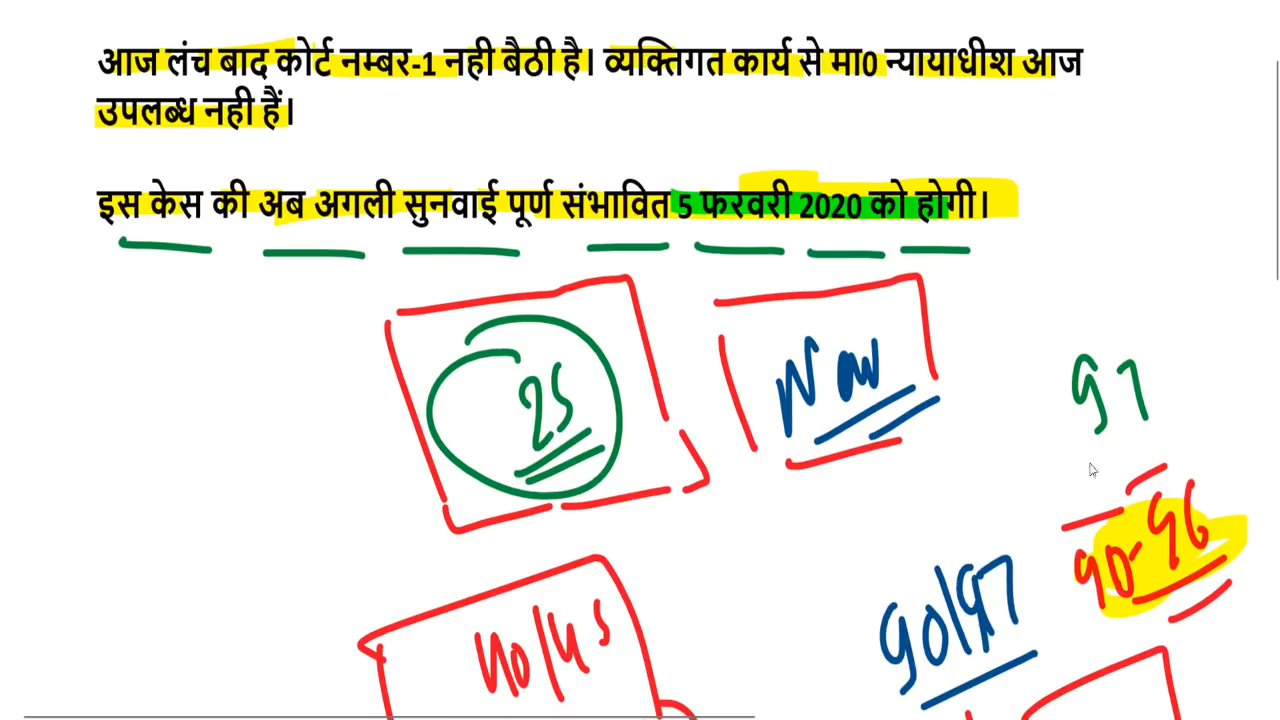 आज लंच बाद कोर्ट नम्बर-1 नही बैठी है। व्यक्तिगत कार्य से मा0 न्यायाधीश आज
उपलब्ध नही हैं।
इस केस की अब अगली सुनवाई पूर्ण संभावित 5 फरवरी 2020 को होगी।
25
Now
97
90-96
90/97
40/45